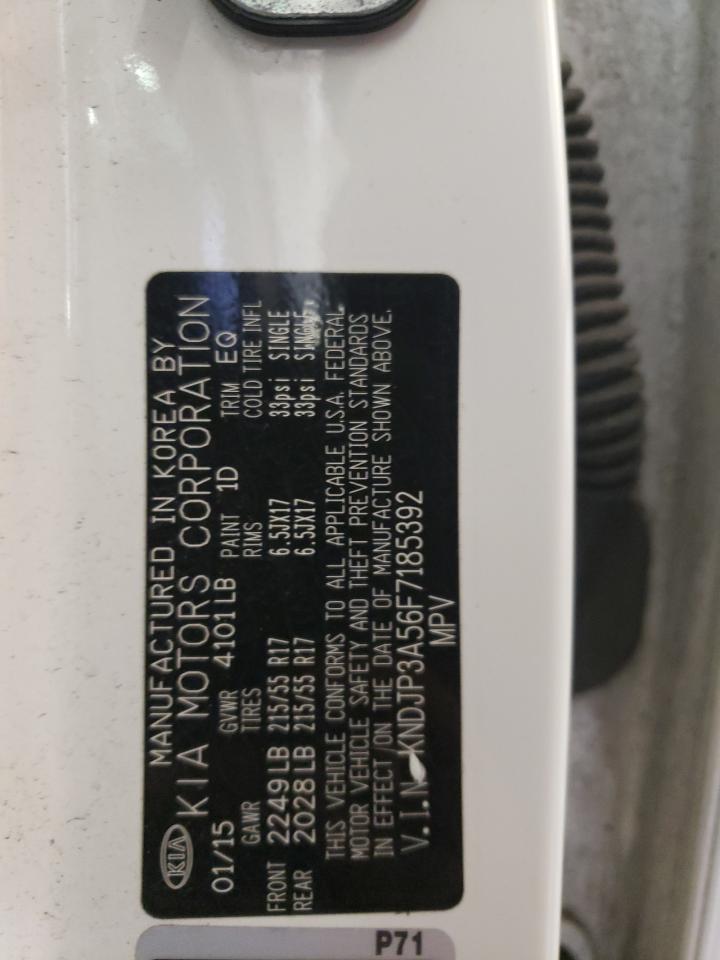 KIA MANUFACTURED IN KOREA BY
KIA MOTORS CORPORATION
01/15 GVWR 4101LB PAINT 1D TRIM EQ
GAWR TIRES RIMS COLD TIRE INFL
FRONT 2249LB 215/55 R17 6.5JX17 33psi SINGLE
REAR 2028LB 215/55 R17 6.5JX17 33psi SINGLE
THIS VEHICLE CONFORMS TO ALL APPLICABLE U.S.A. FEDERAL
MOTOR VEHICLE SAFETY AND THEFT PREVENTION STANDARDS
IN EFFECT ON THE DATE OF MANUFACTURE SHOWN ABOVE.
V.I.N KNDJP3A56F7185392
MPV
P71